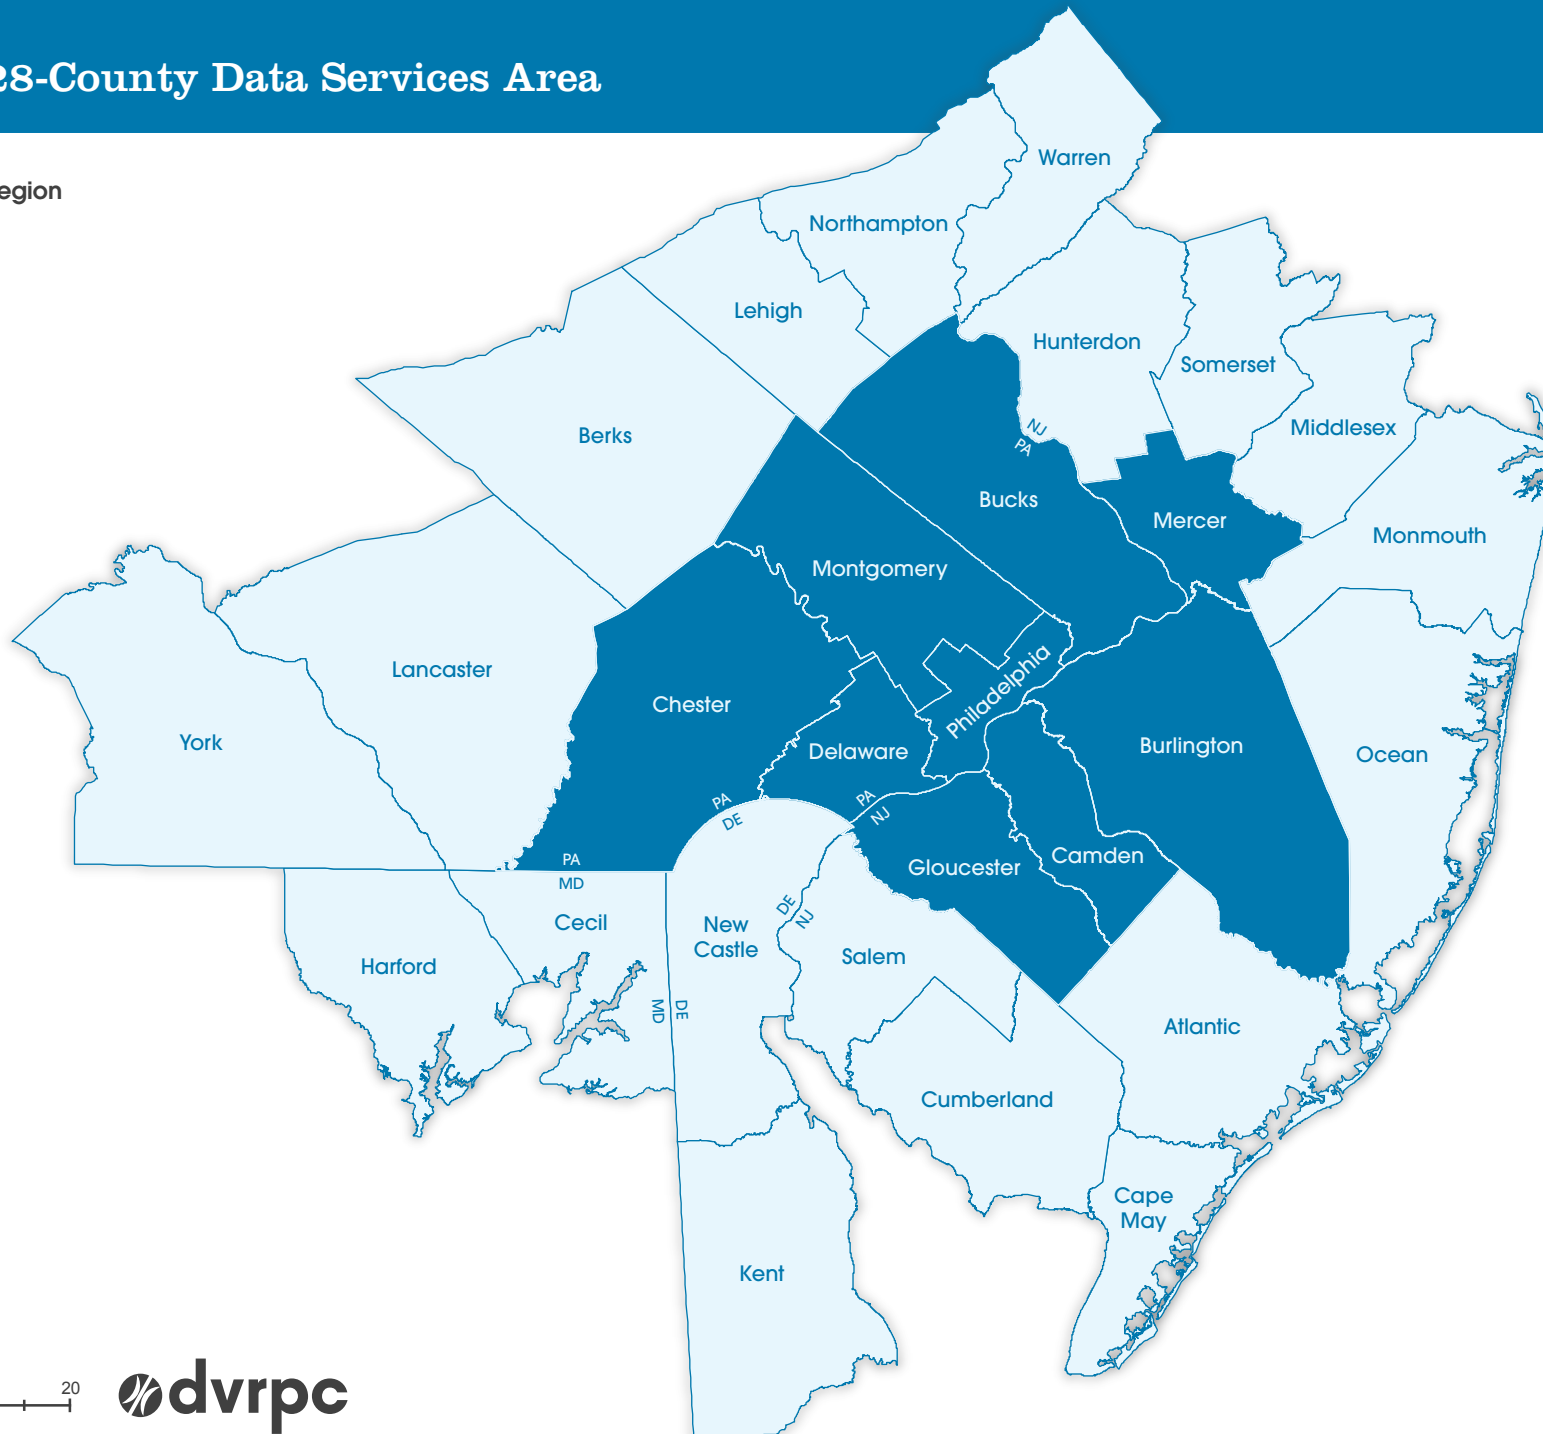 28-County Data Services Area
egion
Warren
Northampton
Lehigh
Hunterdon
Somerset
Middlesex
Berks
NJ
PA
Bucks
Mercer
Monmouth
Montgomery
Lancaster
Chester
Philadelphia
York
Delaware
Burlington
Ocean
PA
DE
PA
NJ
PA
MD
Gloucester
Camden
Cecil
New
Castle
DE
NJ
Harford
Salem
MD
DE
Atlantic
Cumberland
Cape
May
Kent
20
dvrpc